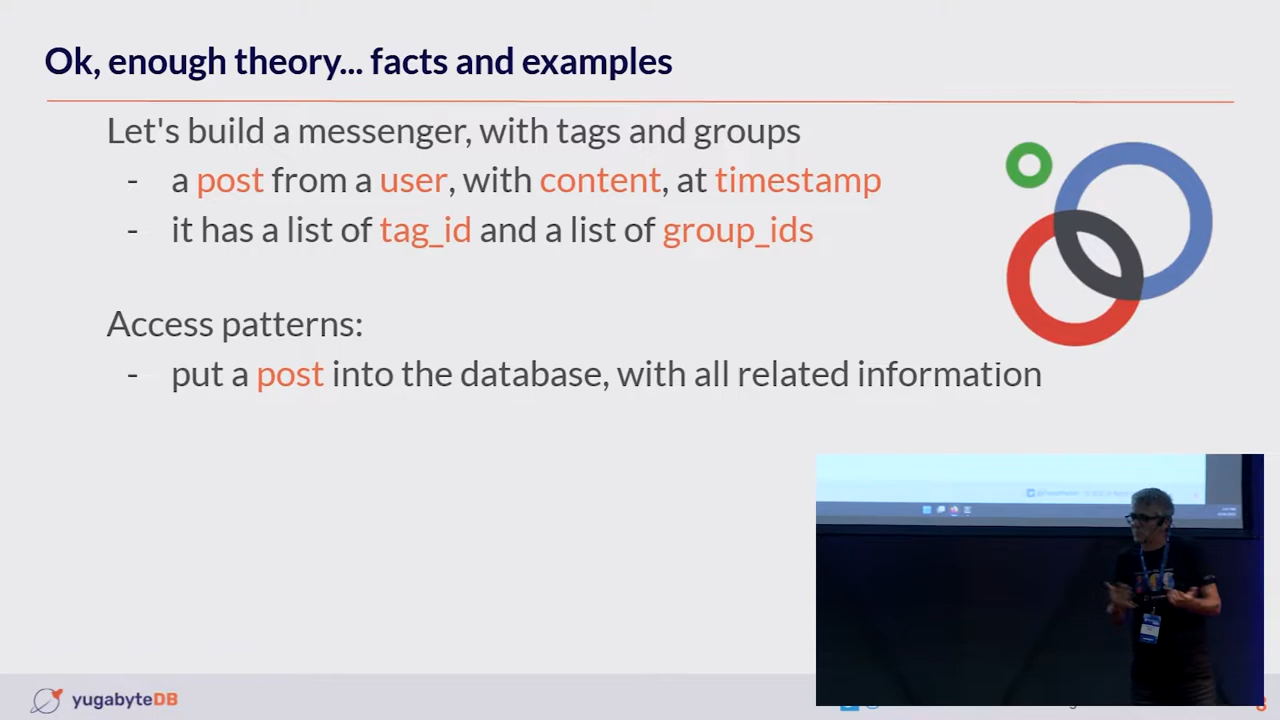 Ok, enough theory... facts and examples
Let's build a messenger, with tags and groups
- a post from a user, with content, at timestamp
- it has a list of tag_id and a list of group_ids
Access patterns:
- put a post into the database, with all related information
yugabyteDB